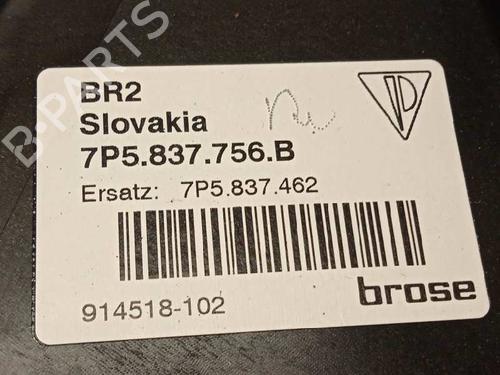 B-PARTS
BR2
Slovakia
7P5.837.756.B
Ersatz: 7P5.837.462
914518-102
brose